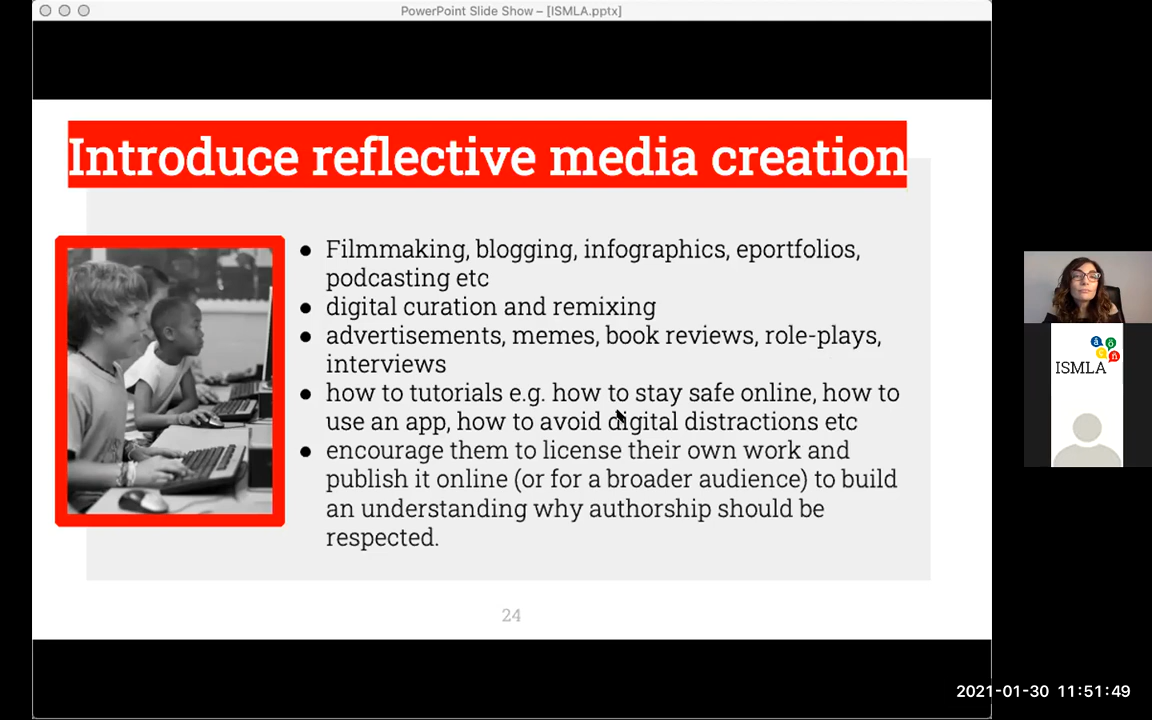 PowerPoint Slide Show – [ISMLA.pptx]
Introduce reflective media creation
● Filmmaking, blogging, infographics, eportfolios,
podcasting etc
● digital curation and remixing
● advertisements, memes, book reviews, role-plays,
interviews
● how to tutorials e.g. how to stay safe online, how to
use an app, how to avoid digital distractions etc
● encourage them to license their own work and
publish it online (or for a broader audience) to build
an understanding why authorship should be
respected.
24
ISMLA
2021-01-30 11:51:49